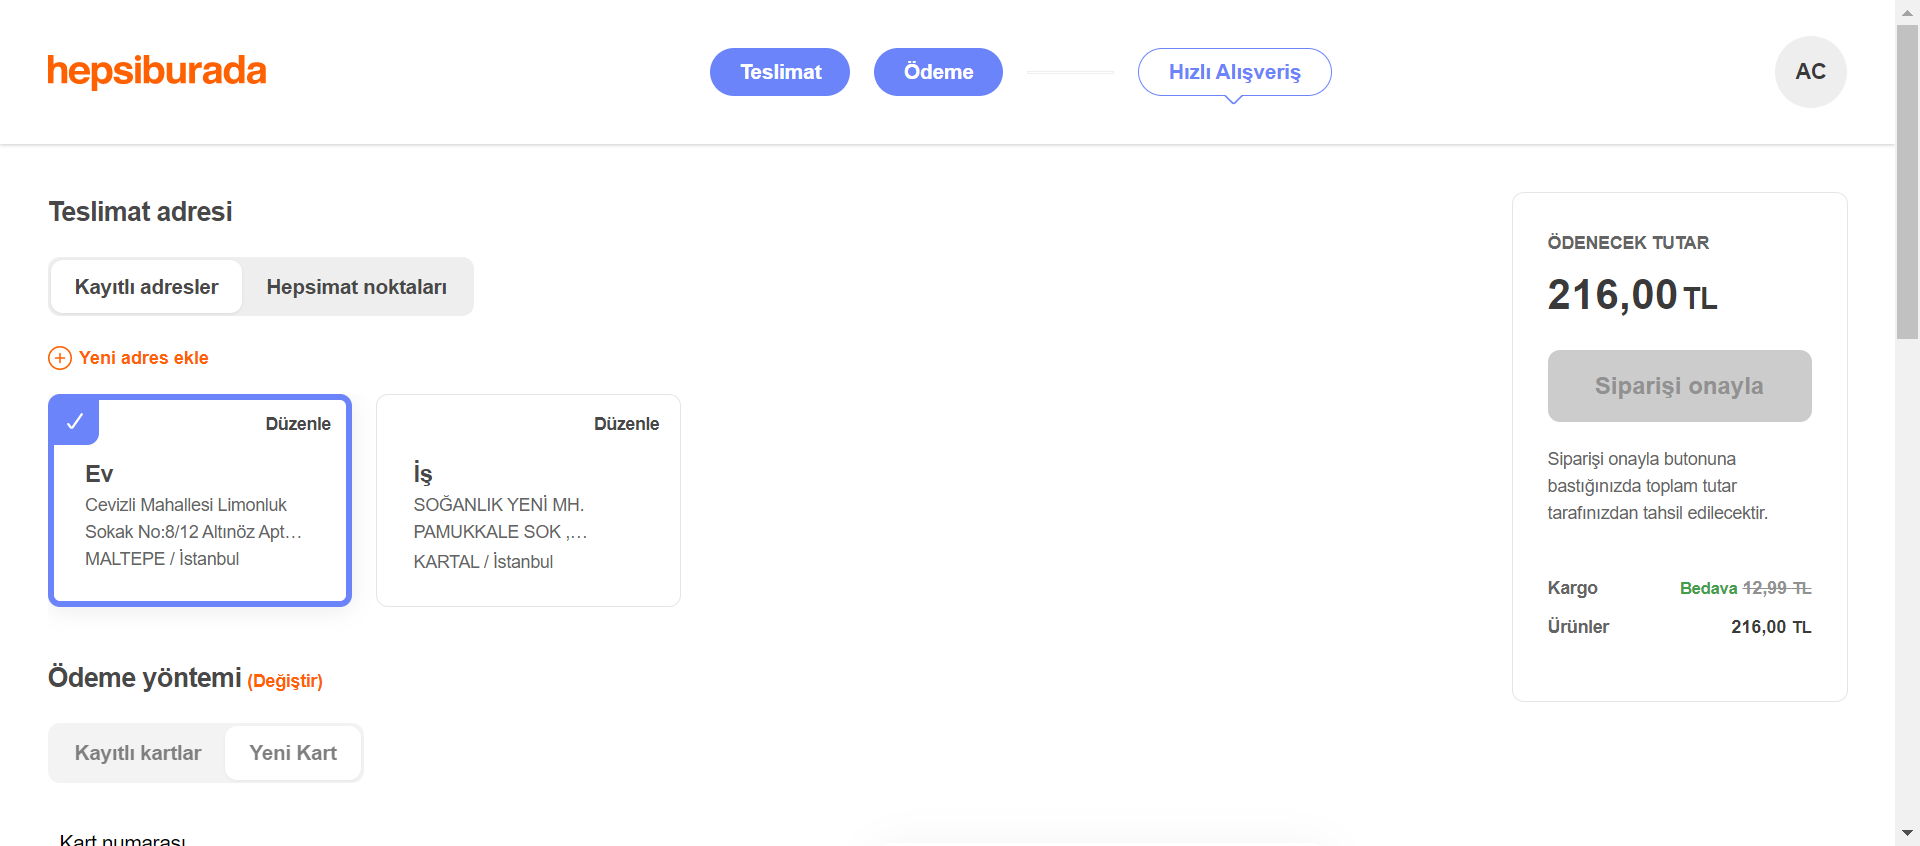 hepsiburada
Teslimat
Ödeme
Hızlı Alışveriş
AC
Teslimat adresi
Kayıtlı adresler
Hepsimat noktaları
Yeni adres ekle
Düzenle
Ev
Cevizli Mahallesi Limonluk
Sokak No:8/12 Altınöz Apt…
MALTEPE / İstanbul
Düzenle
İş
SOĞANLIK YENİ MH.
PAMUKKALE SOK ,…
KARTAL / İstanbul
Ödeme yöntemi (Değiştir)
Kayıtlı kartlar
Yeni Kart
Kart numarası
ÖDENECEK TUTAR
216,00 TL
Siparişi onayla
Siparişi onayla butonuna
bastığınızda toplam tutar
tarafınızdan tahsil edilecektir.
Kargo Bedava 12,99 TL
Ürünler 216,00 TL